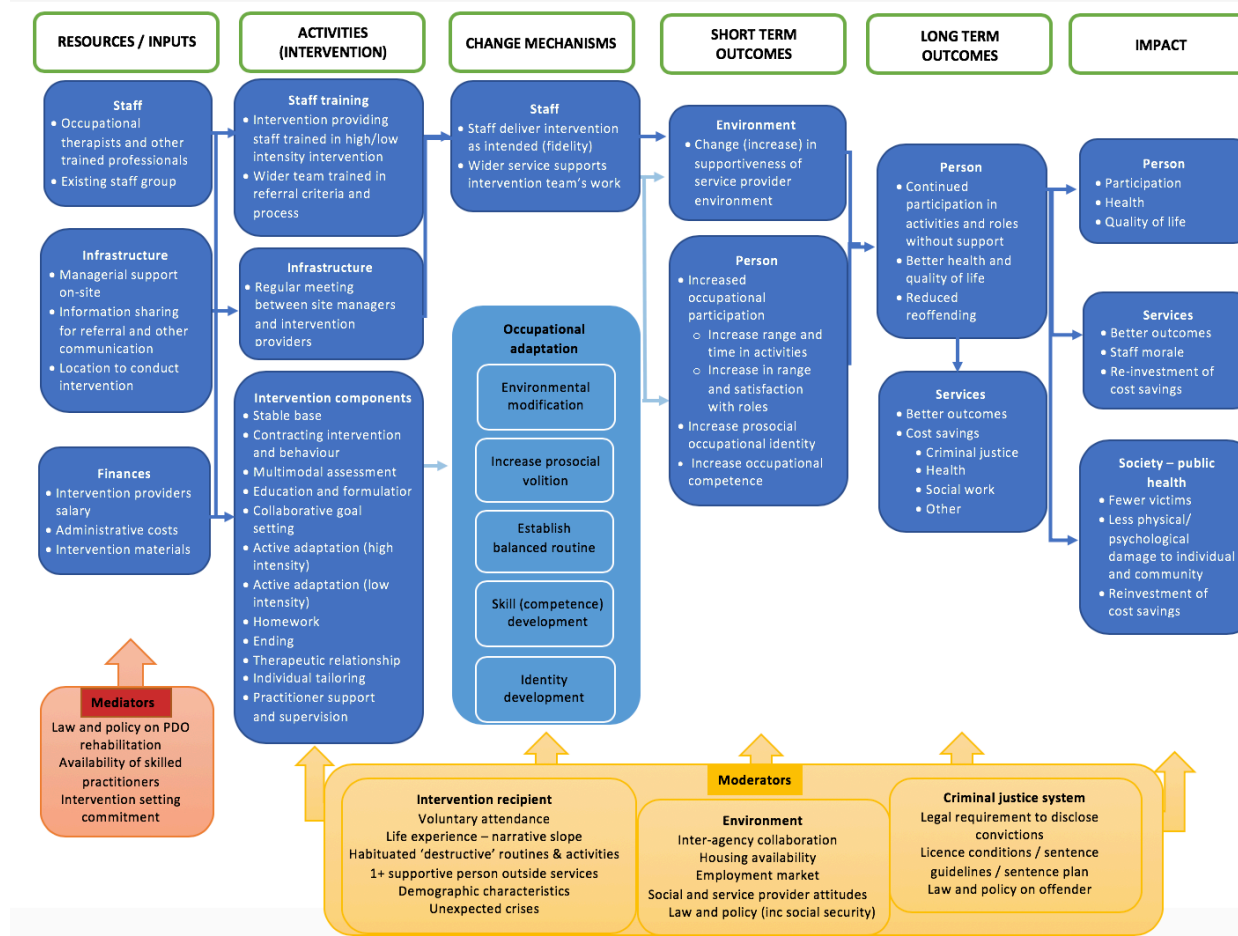 RESOURCES / INPUTS
ACTIVITIES
(INTERVENTION)
CHANGE MECHANISMS
SHORT TERM
OUTCOMES
LONG TERM
OUTCOMES
IMPACT
Staff
• Occupational
therapists and other
trained professionals
• Existing staff group
Infrastructure
• Managerial support
on-site
• Information sharing
for referral and other
communication
• Location to conduct
intervention
Finances
• Intervention providers
salary
• Administrative costs
• Intervention materials
Mediators
Law and policy on PDO
rehabilitation
Availability of skilled
practitioners
Intervention setting
commitment
Staff training
• Intervention providing
staff trained in high/low
intensity intervention
• Wider team trained in
referral criteria and
process
Infrastructure
• Regular meeting
between site managers
and intervention
providers
Intervention components
• Stable base
• Contracting intervention
and behaviour
• Multimodal assessment
• Education and formulation
• Collaborative goal
setting
• Active adaptation (high
intensity)
• Active adaptation (low
intensity)
• Homework
• Ending
• Therapeutic relationship
• Individual tailoring
• Practitioner support
and supervision
Staff
• Staff deliver intervention
as intended (fidelity)
• Wider service supports
intervention team's work
Occupational
adaptation
Environmental
modification
Increase prosocial
volition
Establish
balanced routine
Skill (competence)
development
Identity
development
Environment
• Change (increase) in
supportiveness of
service provider
environment
Person
• Increased
occupational
participation
o Increase range and
time in activities
o Increase in range
and satisfaction
with roles
• Increase prosocial
occupational identity
• Increase occupational
competence
Person
• Continued
participation in
activities and roles
without support
• Better health and
quality of life
• Reduced
reoffending
Services
• Better outcomes
• Cost savings
• Criminal justice
• Health
• Social work
• Other
Person
• Participation
• Health
• Quality of life
Services
• Better outcomes
• Staff morale
• Re-investment of
cost savings
Society – public
health
• Fewer victims
• Less physical/
psychological
damage to individual
and community
• Reinvestment of
cost savings
Moderators
Intervention recipient
Voluntary attendance
Life experience – narrative slope
Habituated 'destructive' routines & activities
1+ supportive person outside services
Demographic characteristics
Unexpected crises
Environment
Inter-agency collaboration
Housing availability
Employment market
Social and service provider attitudes
Law and policy (inc social security)
Criminal justice system
Legal requirement to disclose
convictions
Licence conditions / sentence
guidelines / sentence plan
Law and policy on offender